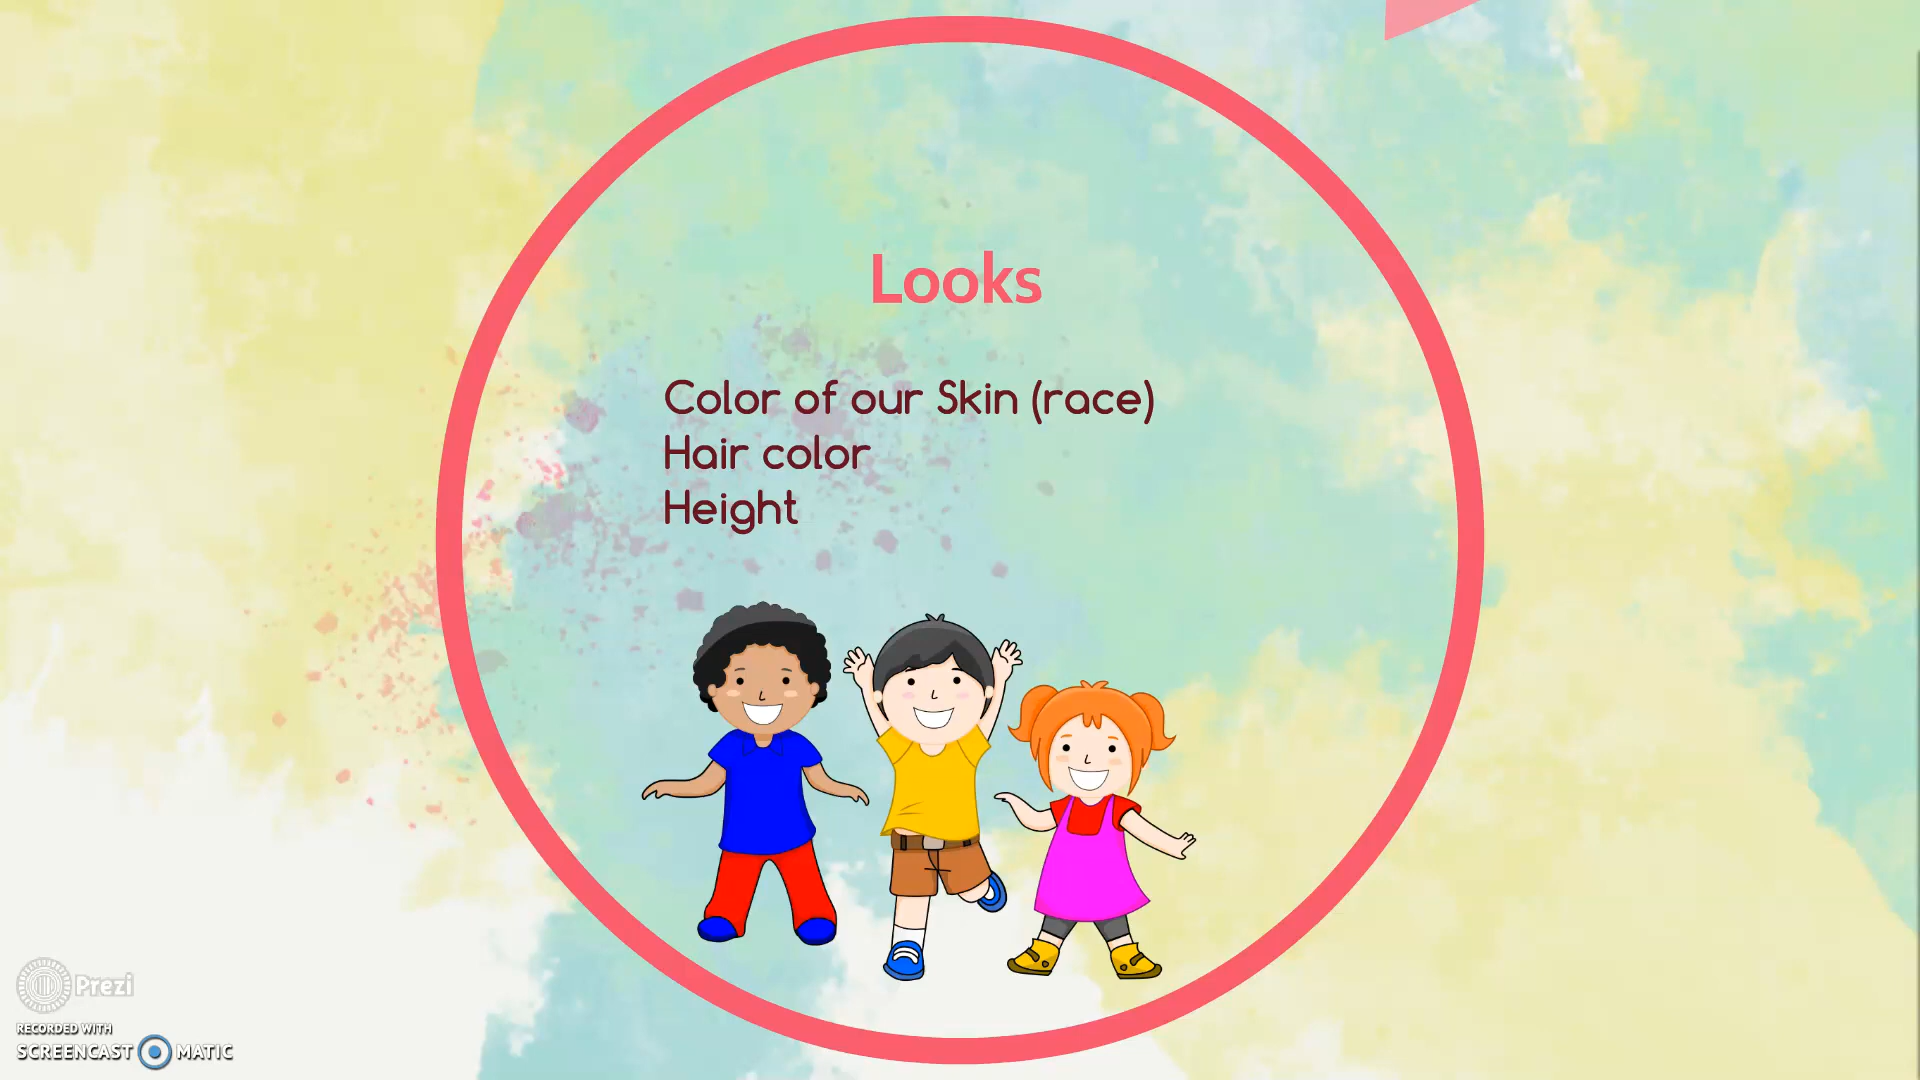 Looks
Color of our Skin (race)
Hair color
Height
Prezi
RECORDED WITH
SCREENCAST MATIC